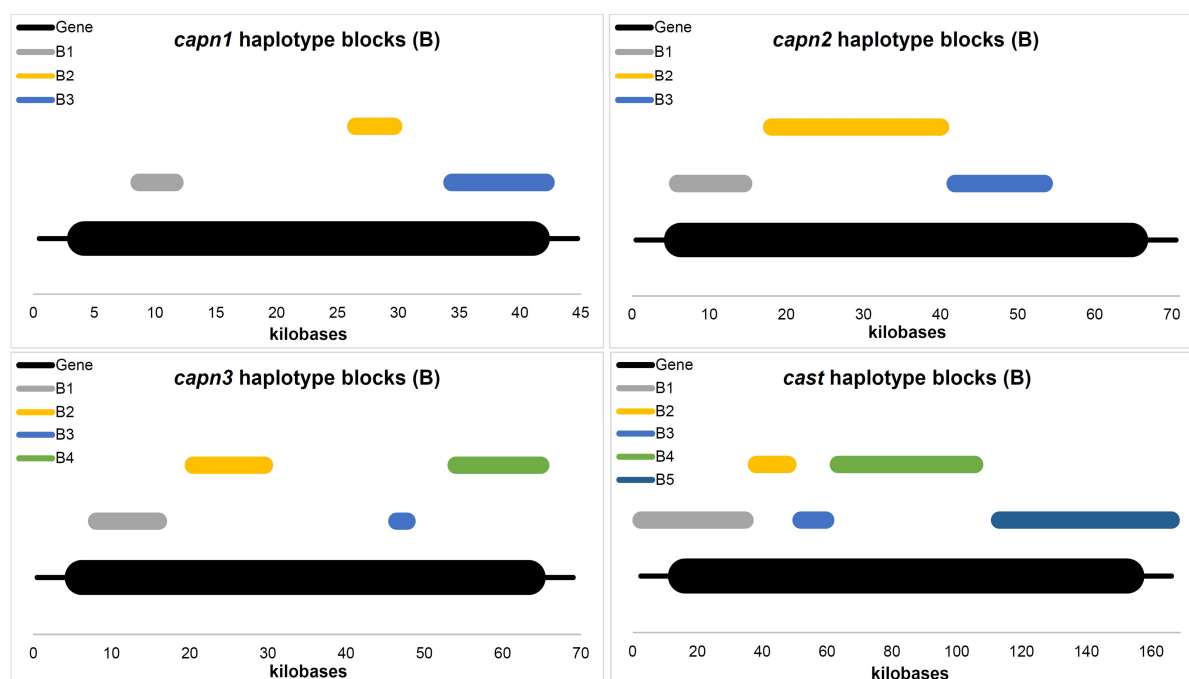 Gene
B1
B2
B3
capn1 haplotype blocks (B)
0 5 10 15 20 25 30 35 40 45
kilobases
Gene
B1
B2
B3
capn2 haplotype blocks (B)
0 10 20 30 40 50 60 70
kilobases
Gene
B1
B2
B3
B4
capn3 haplotype blocks (B)
0 10 20 30 40 50 60 70
kilobases
Gene
B1
B2
B3
B4
B5
cast haplotype blocks (B)
0 20 40 60 80 100 120 140 160
kilobases